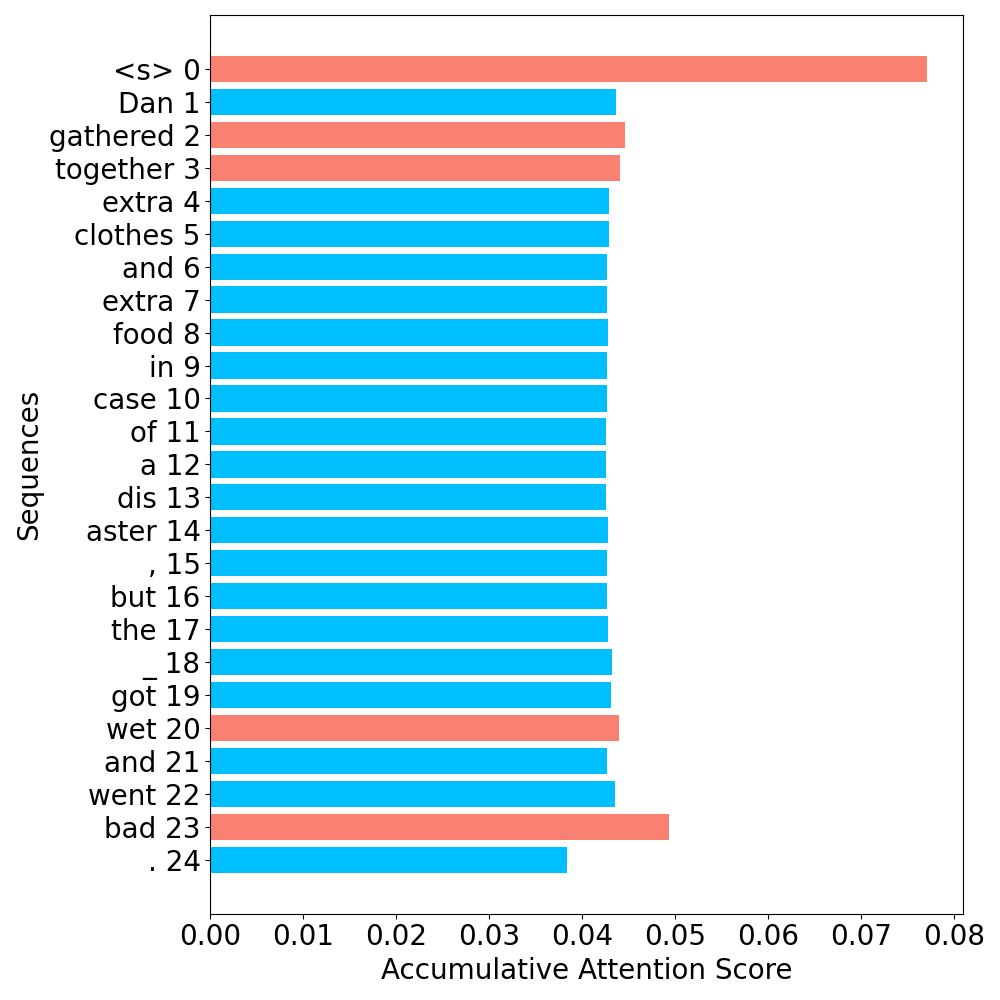 <s> 0
Dan 1
gathered 2
together 3
extra 4
clothes 5
and 6
extra 7
food 8
in 9
case 10
of 11
a 12
dis 13
aster 14
, 15
but 16
the 17
_ 18
got 19
wet 20
and 21
went 22
bad 23
. 24
Sequences
0.00 0.01 0.02 0.03 0.04 0.05 0.06 0.07 0.08
Accumulative Attention Score